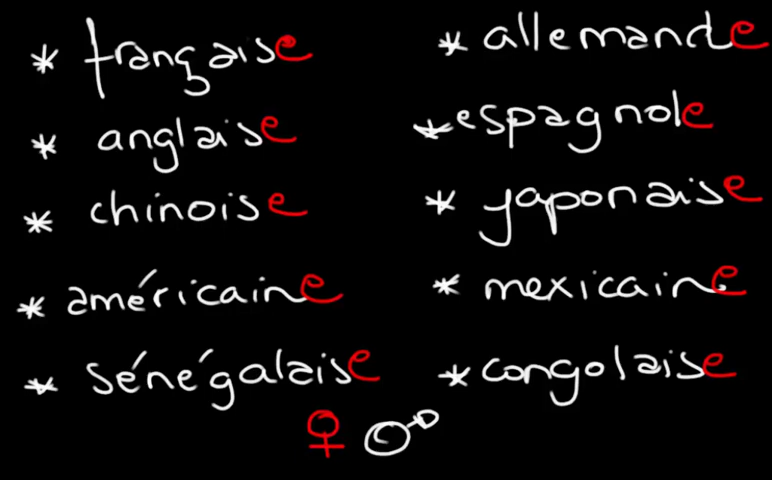 * française
* anglaise
* chinoise
* américaine
* sénégalaise
* allemande
* espagnole
* japonaise
* mexicaine
* congolaise
♀ ♂